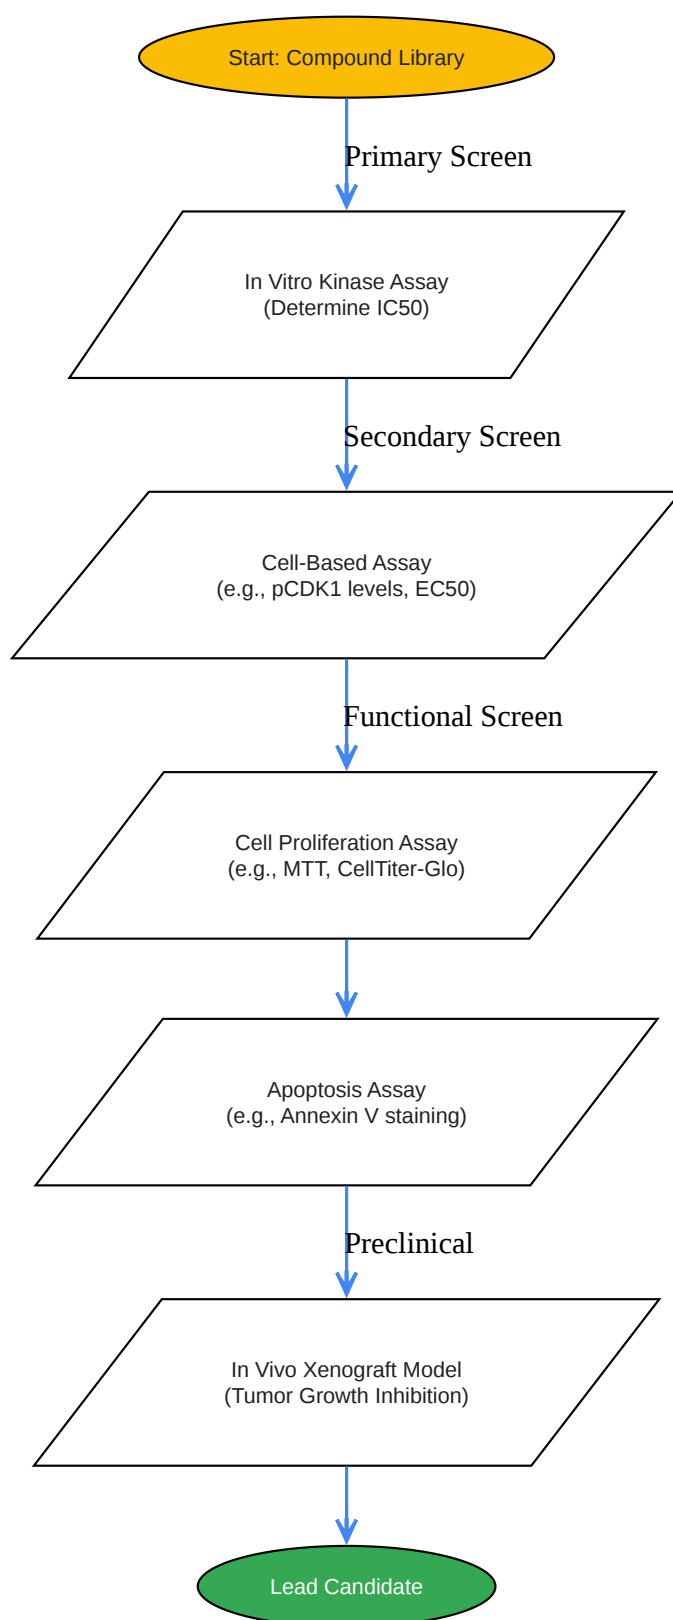 Start: Compound Library
Primary Screen
In Vitro Kinase Assay
(Determine IC50)
Secondary Screen
Cell-Based Assay
(e.g., pCDK1 levels, EC50)
Functional Screen
Cell Proliferation Assay
(e.g., MTT, CellTiter-Glo)
Apoptosis Assay
(e.g., Annexin V staining)
Preclinical
In Vivo Xenograft Model
(Tumor Growth Inhibition)
Lead Candidate